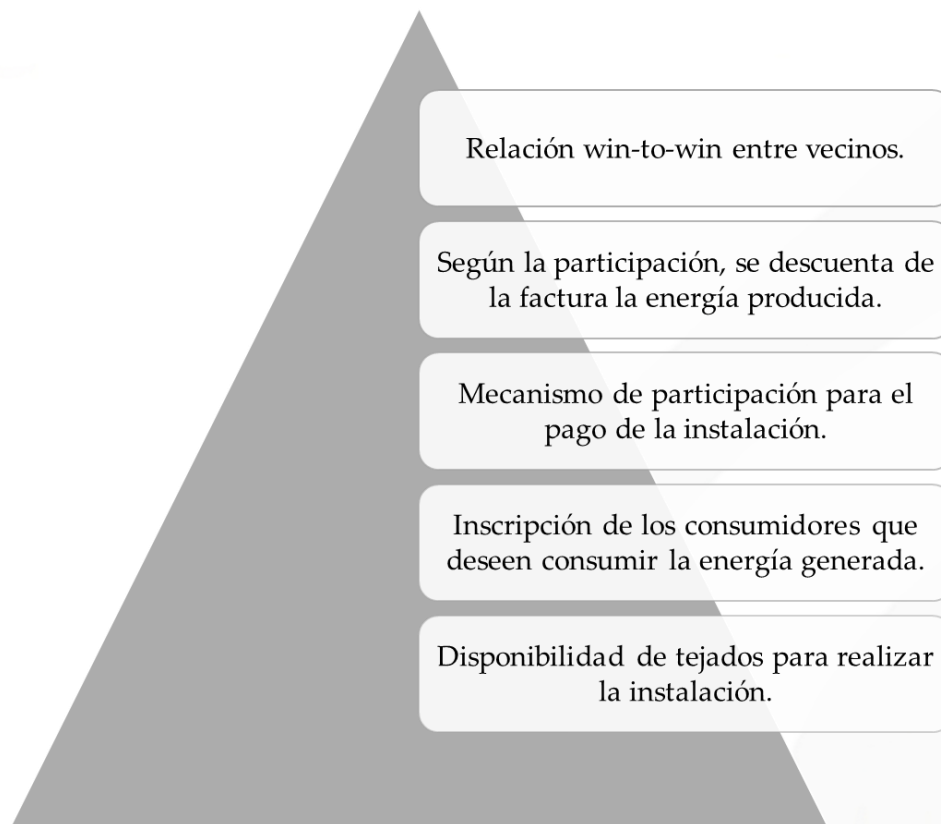 Relación win-to-win entre vecinos.
Según la participación, se descuenta de
la factura la energía producida.
Mecanismo de participación para el
pago de la instalación.
Inscripción de los consumidores que
deseen consumir la energía generada.
Disponibilidad de tejados para realizar
la instalación.